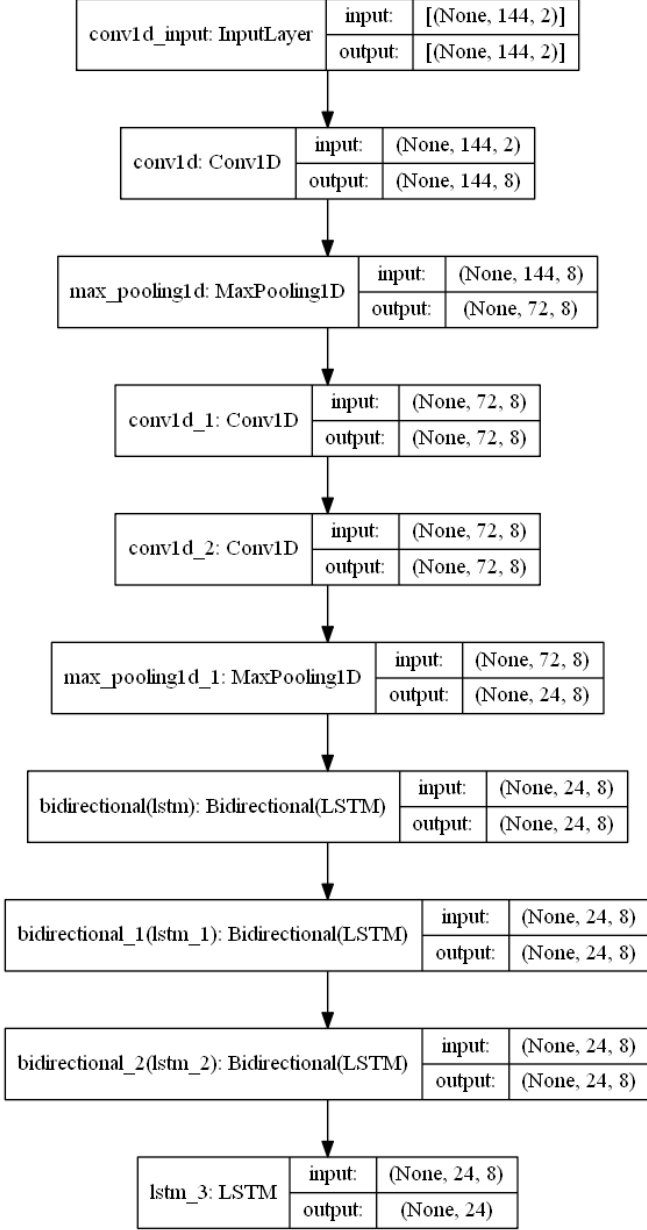 conv1d_input: InputLayer
input: [(None, 144, 2)]
output: [(None, 144, 2)]
conv1d: Conv1D
input: (None, 144, 2)
output: (None, 144, 8)
max_pooling1d: MaxPooling1D
input: (None, 144, 8)
output: (None, 72, 8)
conv1d_1: Conv1D
input: (None, 72, 8)
output: (None, 72, 8)
conv1d_2: Conv1D
input: (None, 72, 8)
output: (None, 72, 8)
max_pooling1d_1: MaxPooling1D
input: (None, 72, 8)
output: (None, 24, 8)
bidirectional(lstm): Bidirectional(LSTM)
input: (None, 24, 8)
output: (None, 24, 8)
bidirectional_1(lstm_1): Bidirectional(LSTM)
input: (None, 24, 8)
output: (None, 24, 8)
bidirectional_2(lstm_2): Bidirectional(LSTM)
input: (None, 24, 8)
output: (None, 24, 8)
lstm_3: LSTM
input: (None, 24, 8)
output: (None, 24)